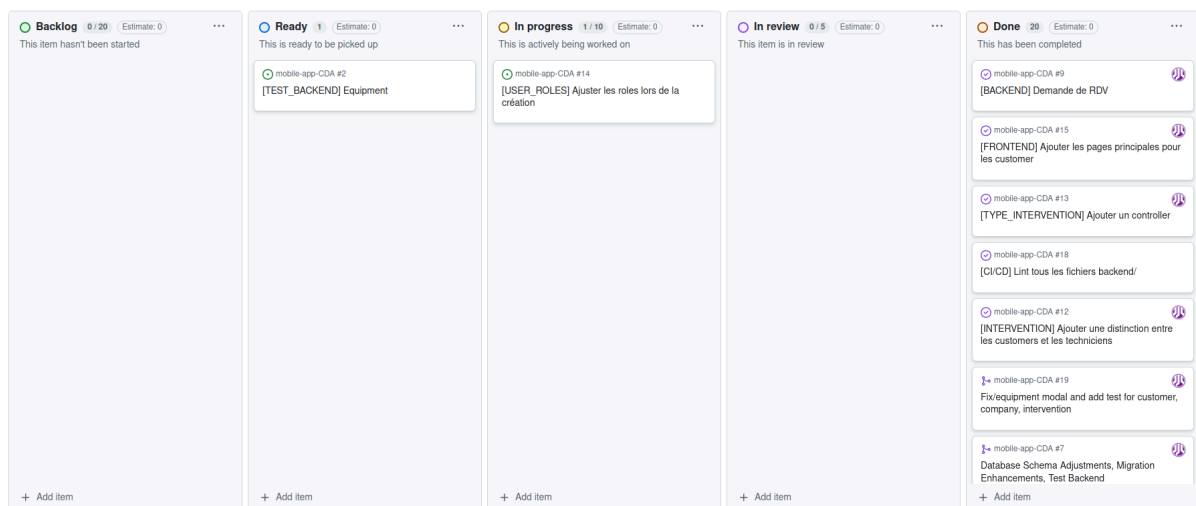 Backlog 0 / 20 Estimate: 0
This item hasn't been started
Add item
Ready 1 Estimate: 0
This is ready to be picked up
mobile-app-CDA #2
[TEST_BACKEND] Equipment
Add item
In progress 1 / 10 Estimate: 0
This is actively being worked on
mobile-app-CDA #14
[USER_ROLES] Ajuster les roles lors de la
création
Add item
In review 0 / 5 Estimate: 0
This item is in review
Add item
Done 20 Estimate: 0
This has been completed
mobile-app-CDA #9
[BACKEND] Demande de RDV
mobile-app-CDA #15
[FRONTEND] Ajouter les pages principales pour
les customer
mobile-app-CDA #13
[TYPE_INTERVENTION] Ajouter un controller
mobile-app-CDA #18
[CI/CD] Lint tous les fichiers backend/
mobile-app-CDA #12
[INTERVENTION] Ajouter une distinction entre
les customers et les techniciens
mobile-app-CDA #19
Fix/equipment modal and add test for customer,
company, intervention
mobile-app-CDA #7
Database Schema Adjustments, Migration
Enhancements, Test Backend
Add item